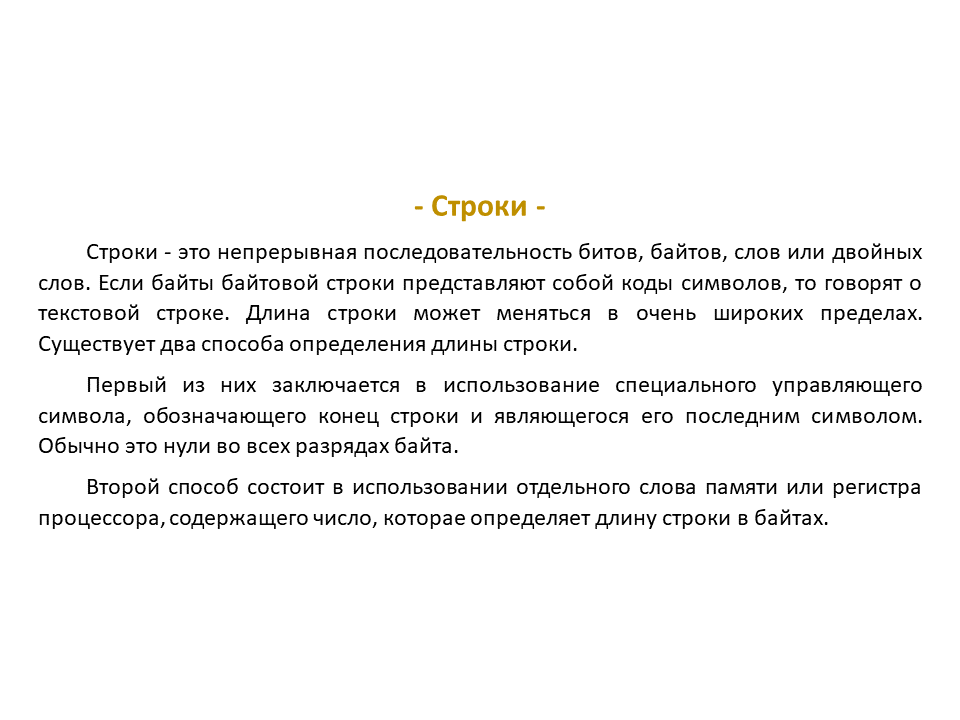 - Строки -
Строки - это непрерывная последовательность битов, байтов, слов или двойных
слов. Если байты байтовой строки представляют собой коды символов, то говорят о
текстовой строке. Длина строки может меняться в очень широких пределах.
Существует два способа определения длины строки.
Первый из них заключается в использование специального управляющего
символа, обозначающего конец строки и являющегося его последним символом.
Обычно это нули во всех разрядах байта.
Второй способ состоит в использовании отдельного слова памяти или регистра
процессора, содержащего число, которае определяет длину строки в байтах.